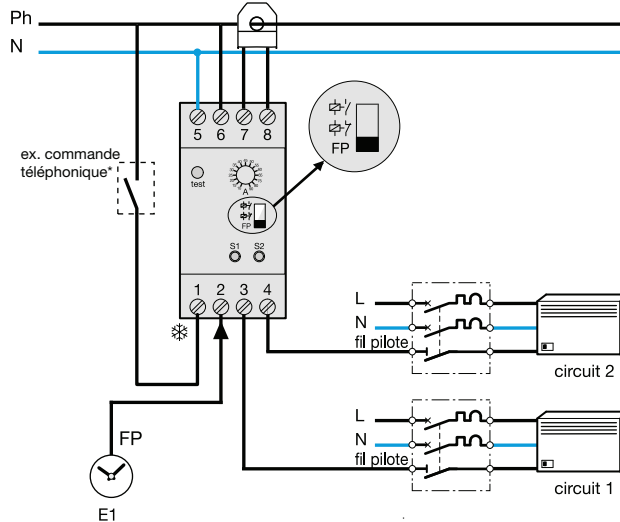 Ph
N
5 6 7 8
ex. commande
téléphonique*
test
A
FP
FP
S1 S2
1 2 3 4
L
N
fil pilote
circuit 2
FP
L
N
fil pilote
circuit 1
E1